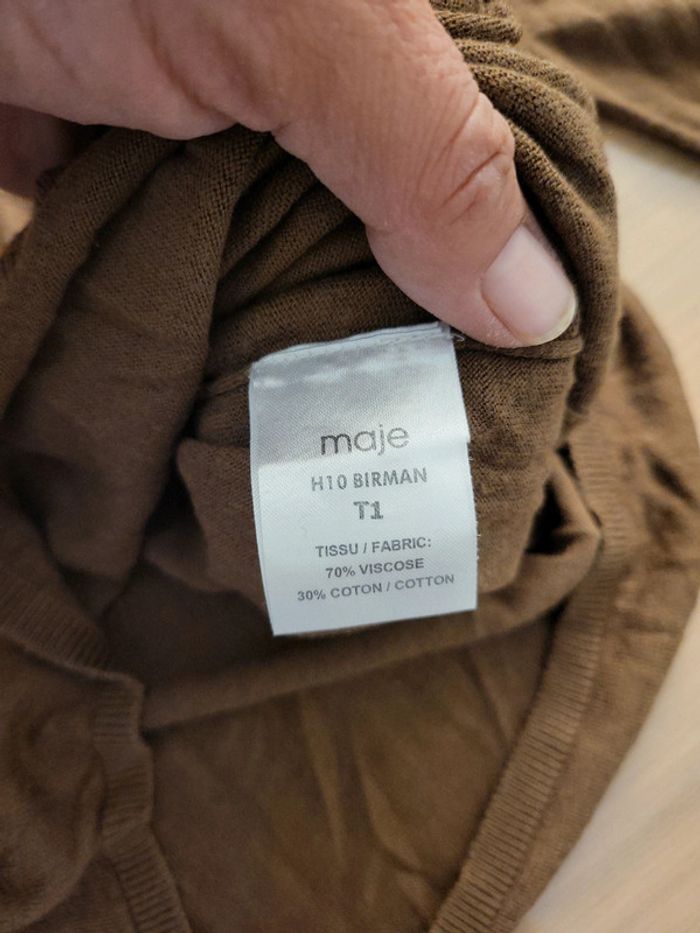 maje
H10 BIRMAN
T1
TISSU / FABRIC:
70% VISCOSE
30% COTON / COTTON